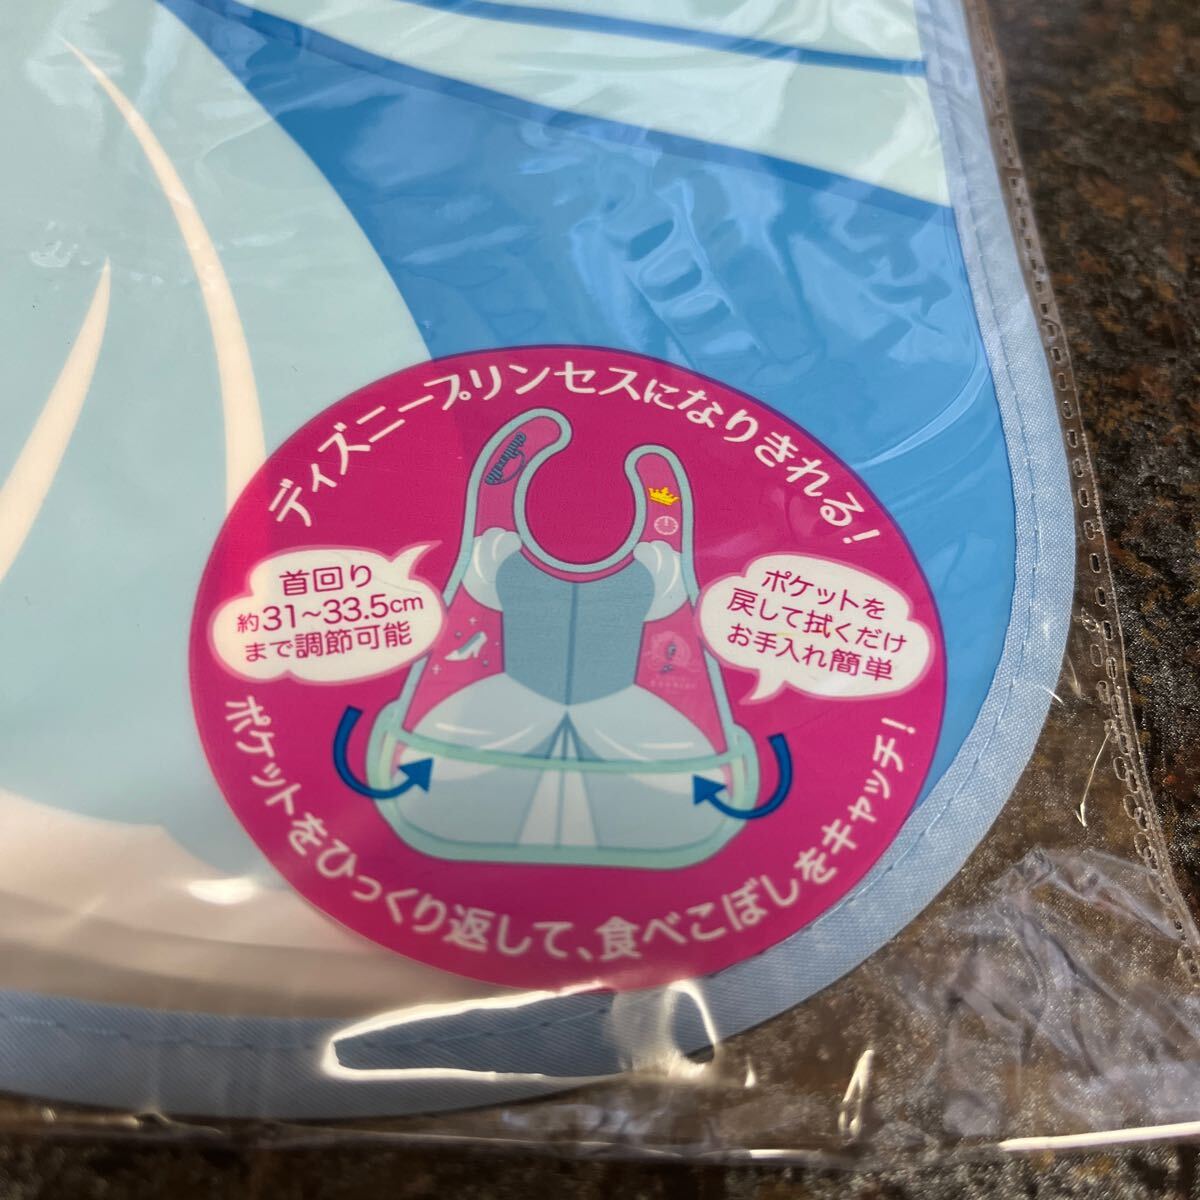 ディズニープリンセスになりきれる!
Cinderella
首回り
約31~33.5cm
まで調節可能
ポケットを
戻して拭くだけ
お手入れ簡単
ポケットをひっくり返して、食べこぼしをキャッチ!